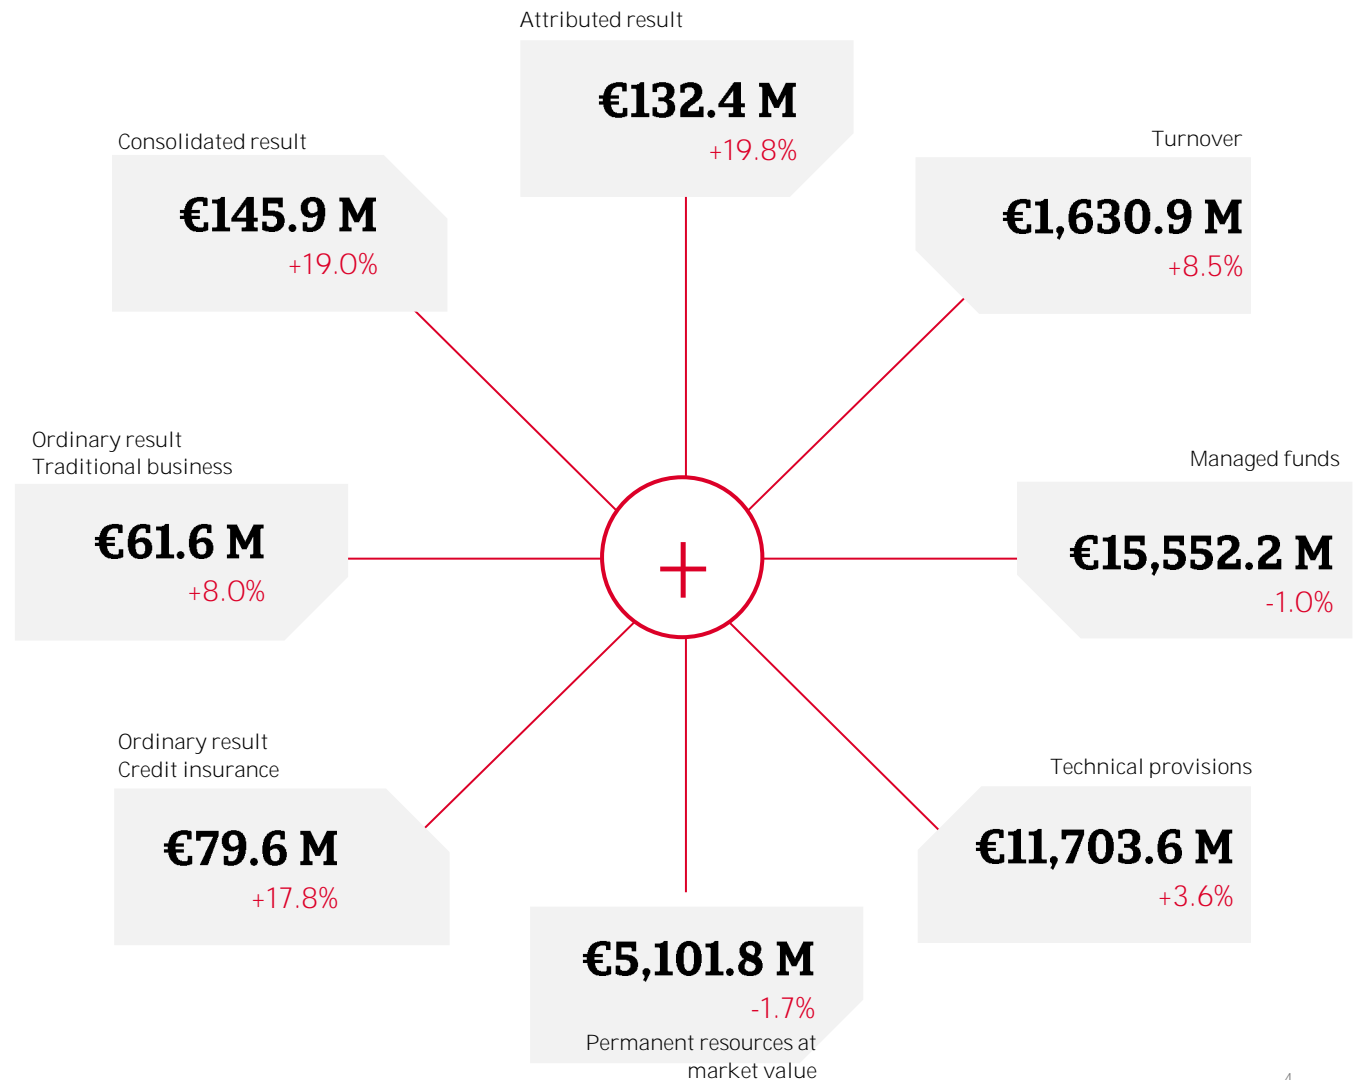 Attributed result
€132.4 M
+19.8%
Consolidated result
€145.9 M
+19.0%
Turnover
€1,630.9 M
+8.5%
Ordinary result
Traditional business
€61.6 M
+8.0%
Managed funds
€15,552.2 M
-1.0%
Ordinary result
Credit insurance
€79.6 M
+17.8%
Technical provisions
€11,703.6 M
+3.6%
€5,101.8 M
-1.7%
Permanent resources at
market value